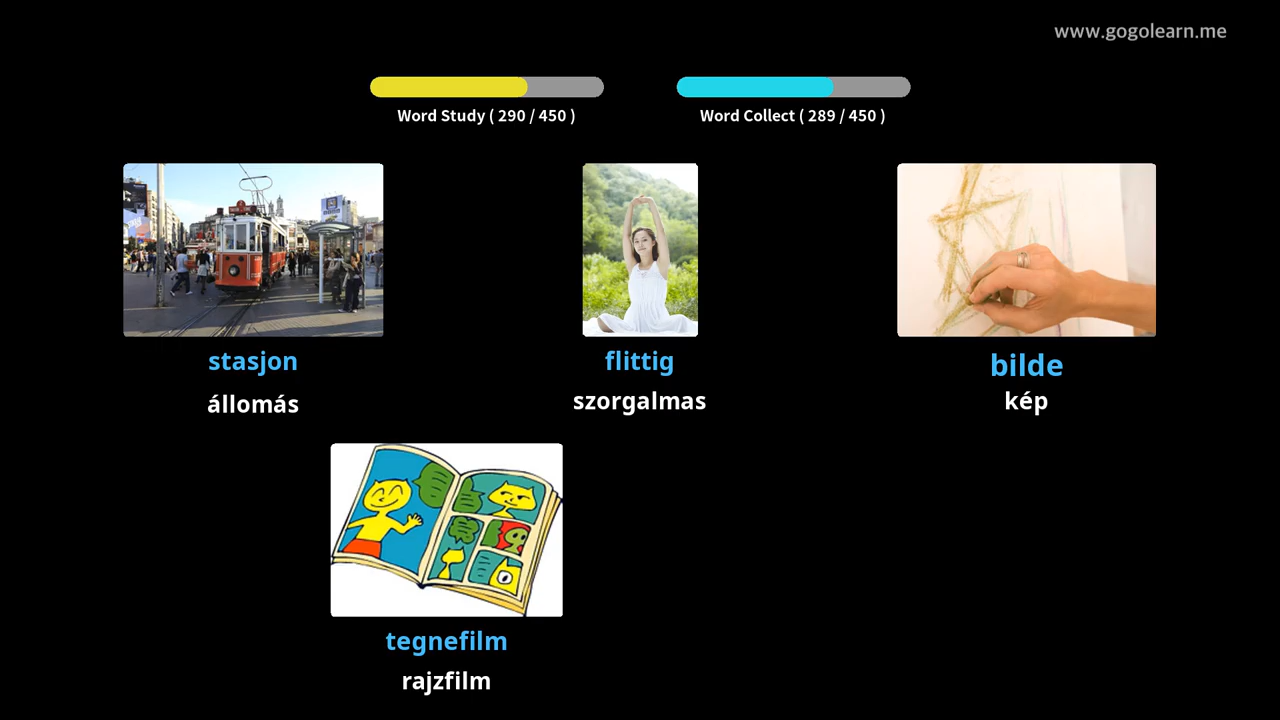 www.gogolearn.me
Word Study ( 290 / 450 )
Word Collect ( 289 / 450 )
stasjon
állomás
flittig
szorgalmas
bilde
kép
tegnefilm
rajzfilm